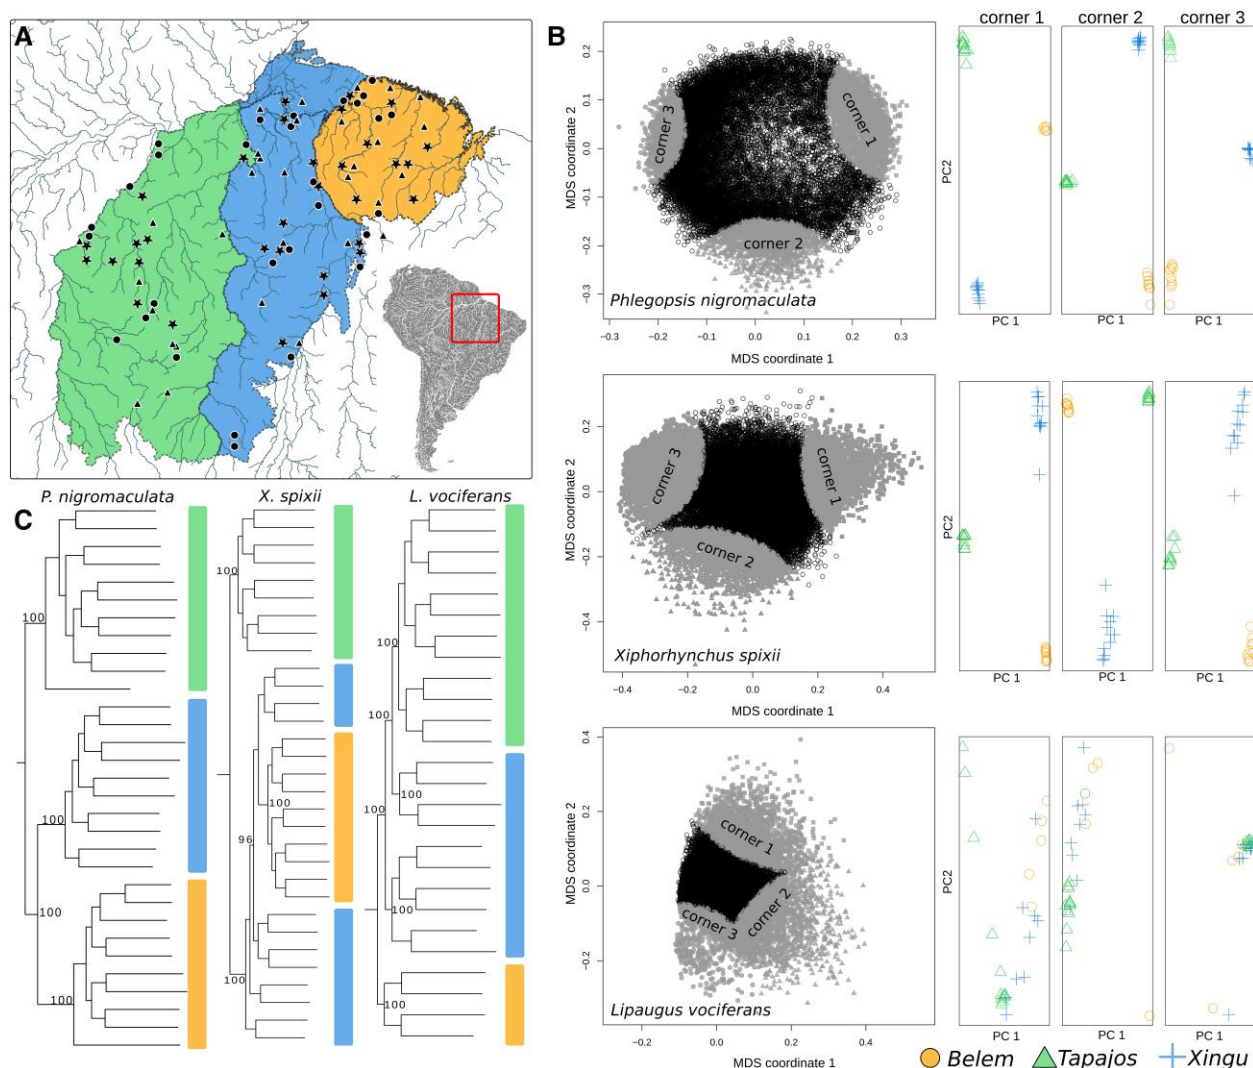 A
B
corner 1 corner 2 corner 3
MDS coordinate 2
0.2
0.1
0.0
−0.1
−0.2
−0.3
corner 3
corner 1
corner 2
Phlegopsis nigromaculata
−0.3 −0.2 −0.1 0.0 0.1 0.2 0.3
MDS coordinate 1
PC2
PC 1 PC 1 PC 1
MDS coordinate 2
0.4
0.2
0.0
−0.2
−0.4
corner 3
corner 1
corner 2
Xiphorhynchus spixii
−0.4 −0.2 0.0 0.2 0.4
MDS coordinate 1
PC2
PC 1 PC 1 PC 1
MDS coordinate 2
0.4
0.2
0.0
−0.2
corner 1
corner 2
corner 3
Lipaugus vociferans
−0.2 0.0 0.2 0.4 0.6
MDS coordinate 1
PC2
PC 1 PC 1 PC 1
Belem Tapajos Xingu
C
P. nigromaculata X. spixii L. vociferans
100
100
100
100
100
100
96
100
100
100
100
100
100
100